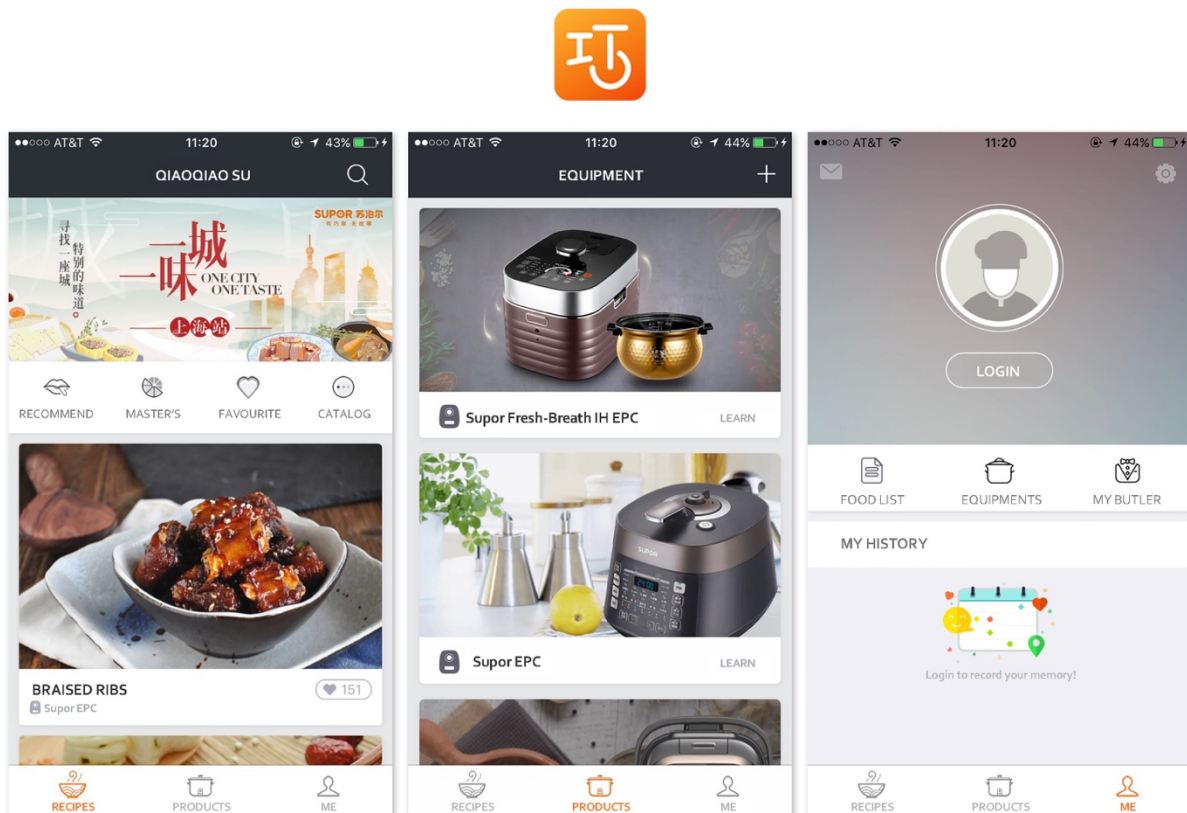 巧
AT&T
11:20
43%
QIAOQIAO SU
SUPOR 苏泊尔
寻找一座城
特别的味道。
一城
一味
ONE CITY
ONE TASTE
上海站
RECOMMEND
MASTER'S
FAVOURITE
CATALOG
BRAISED RIBS
151
Supor EPC
RECIPES
PRODUCTS
ME
AT&T
11:20
44%
EQUIPMENT
Supor Fresh-Breath IH EPC
LEARN
SUPOR
24:00
Supor EPC
LEARN
RECIPES
PRODUCTS
ME
AT&T
11:20
44%
LOGIN
FOOD LIST
EQUIPMENTS
MY BUTLER
MY HISTORY
Login to record your memory!
RECIPES
PRODUCTS
ME